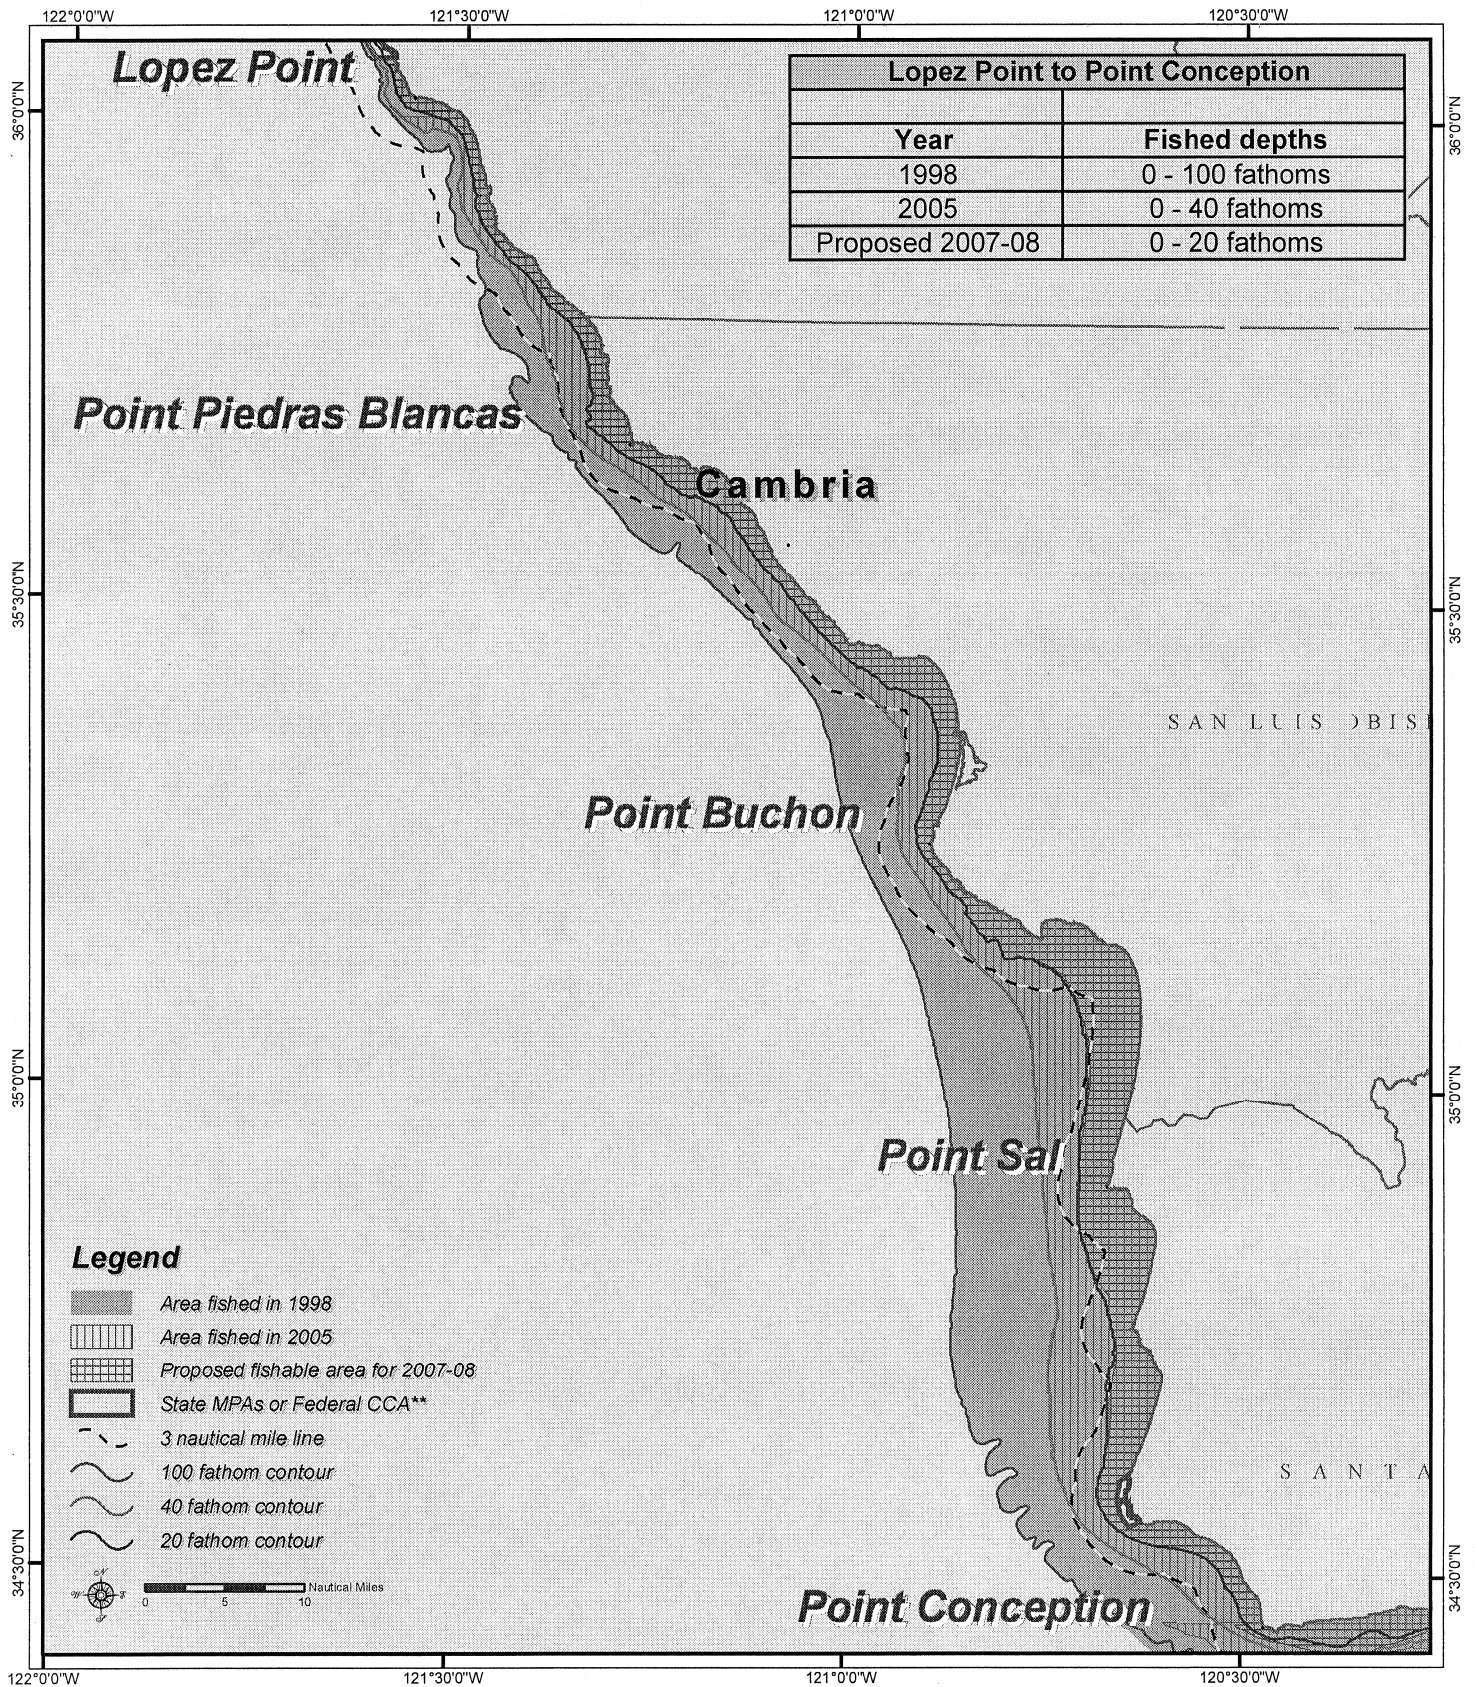 122°0'0"W 121°30'0"W 121°0'0"W 120°30'0"W
Lopez Point
Lopez Point to Point Conception
Year Fished depths
1998 0 - 100 fathoms
2005 0 - 40 fathoms
Proposed 2007-08 0 - 20 fathoms
36°0'0"N 36°0'0"N
Point Piedras Blancas
Cambria
35°30'0"N 35°30'0"N
SAN LUIS OBIS
Point Buchon
35°0'0"N 35°0'0"N
Point Sal
Legend
Area fished in 1998
Area fished in 2005
Proposed fishable area for 2007-08
State MPAs or Federal CCA**
3 nautical mile line
100 fathom contour
SANTA
40 fathom contour
20 fathom contour
34°30'0"N 34°30'0"N
N
W
S
Nautical Miles
0 5 10
Point Conception
122°0'0"W 121°30'0"W 121°0'0"W 120°30'0"W